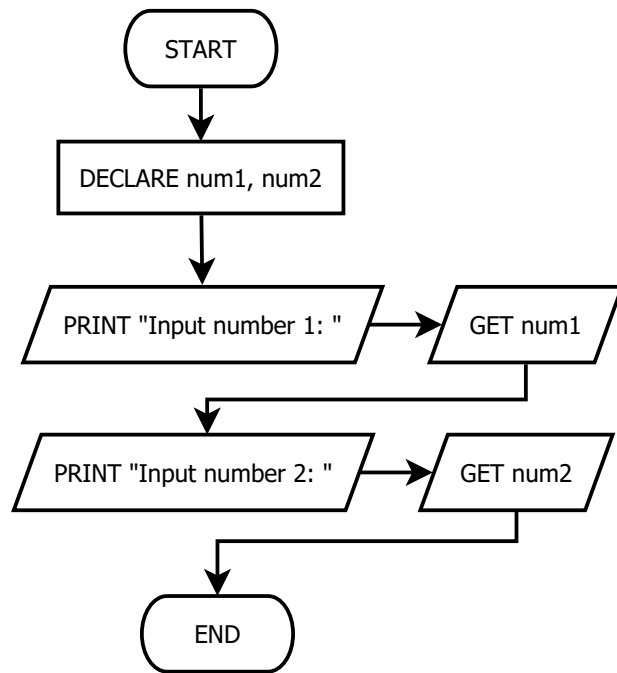 START
DECLARE num1, num2
PRINT "Input number 1: "
GET num1
PRINT "Input number 2: "
GET num2
END